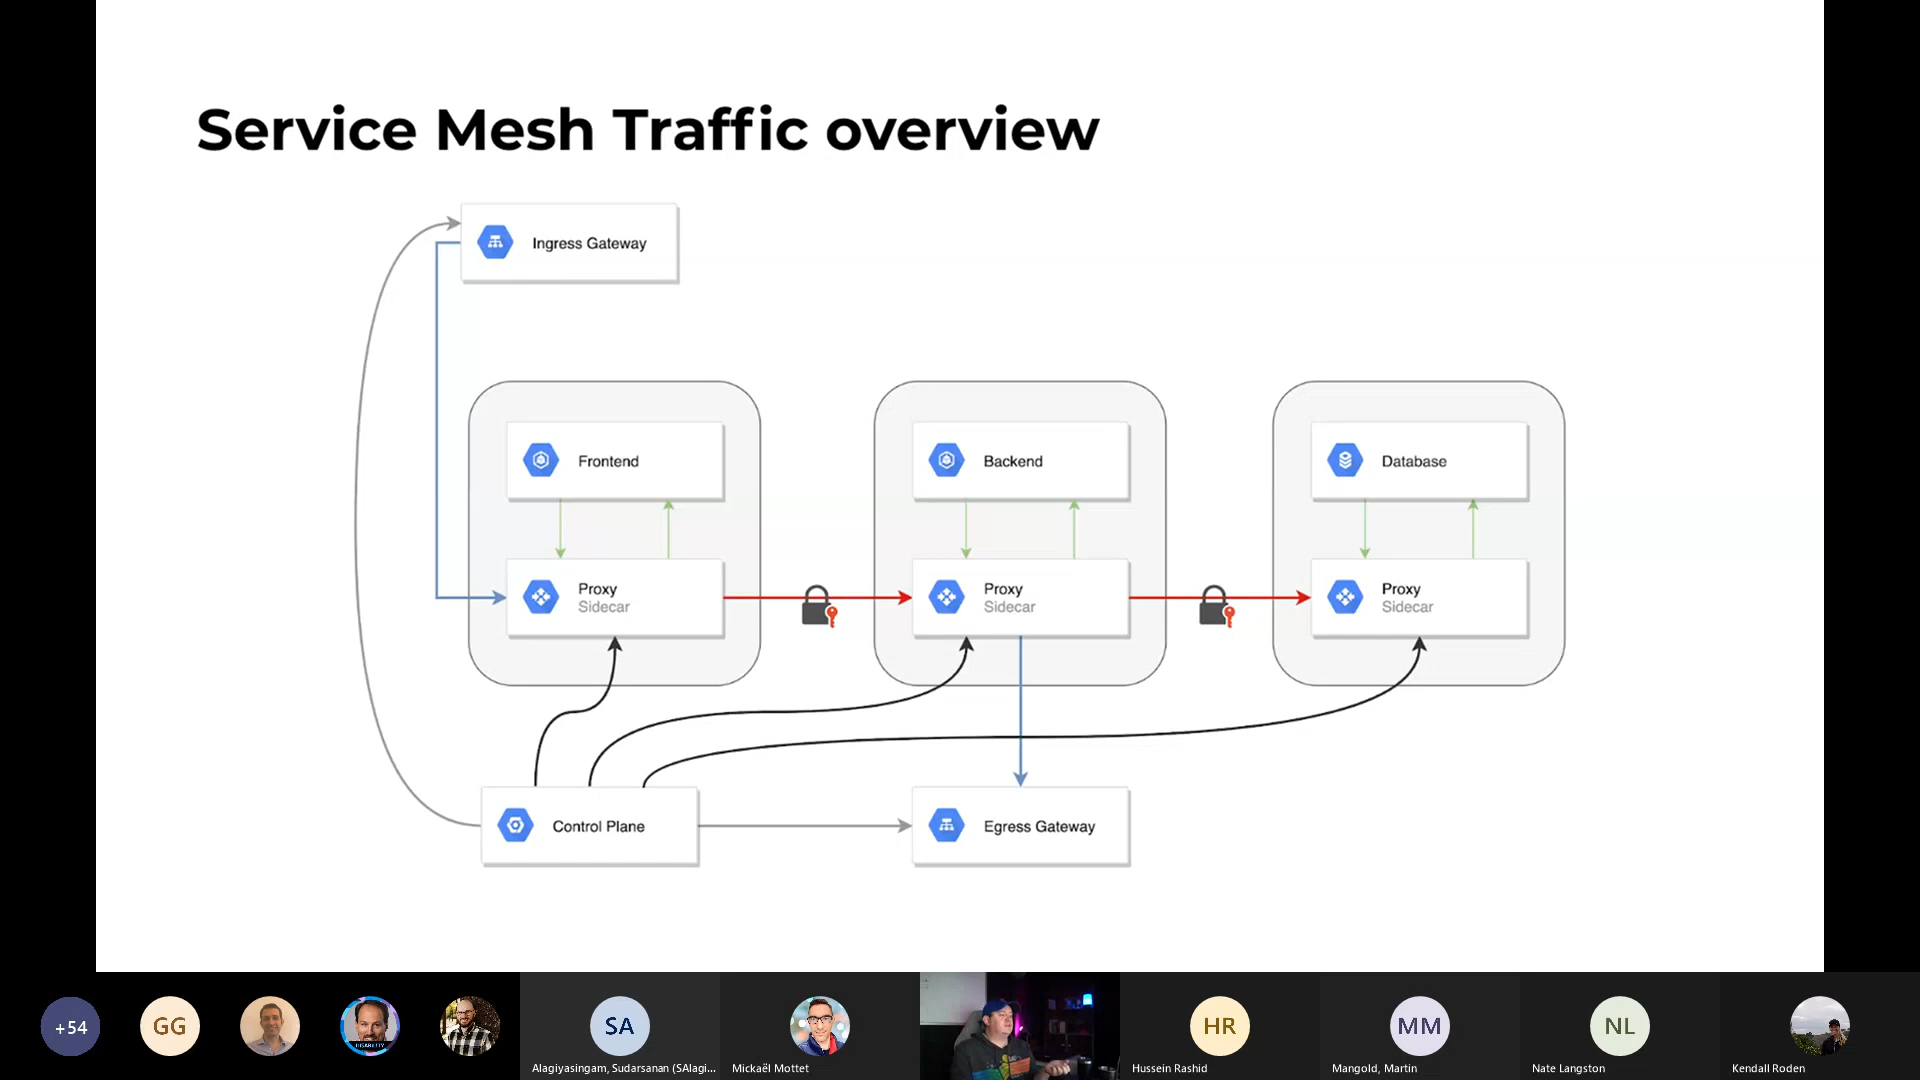 Service Mesh Traffic overview
Ingress Gateway
Frontend
Backend
Database
Proxy
Sidecar
Proxy
Sidecar
Proxy
Sidecar
Control Plane
Egress Gateway
+54
GG
SA
HR
MM
NL
Alagiyasingam, Sudarsanan (SAlagi...
Mickaël Mottet
Hussein Rashid
Mangold, Martin
Nate Langston
Kendall Roden